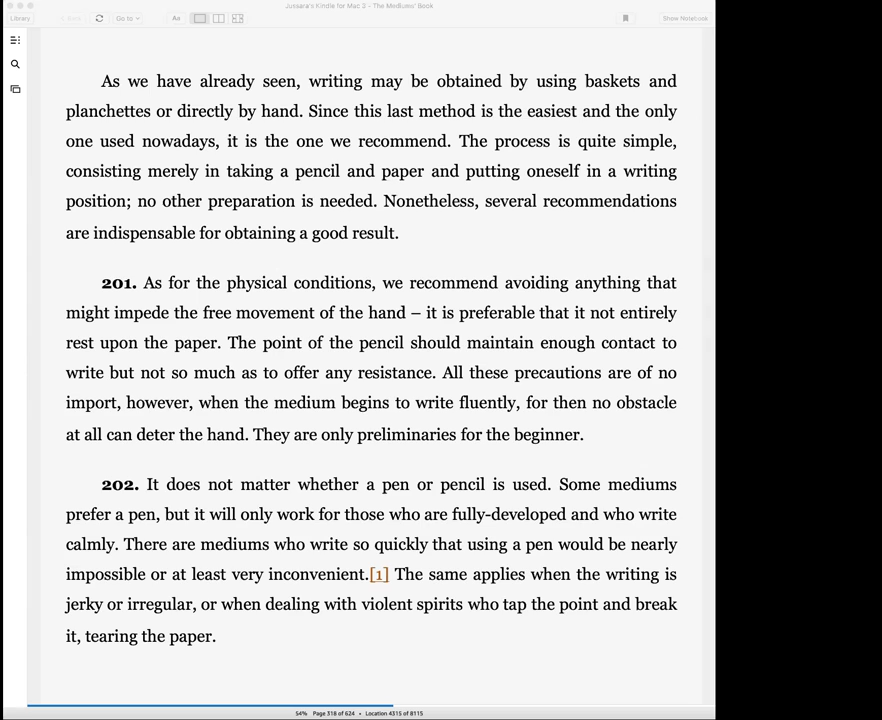 Jussara's Kindle for Mac 2 - The Mediums' Book
Library
Go to
Aa
Show Notebook
As we have already seen, writing may be obtained by using baskets and
planchettes or directly by hand. Since this last method is the easiest and the only
one used nowadays, it is the one we recommend. The process is quite simple,
consisting merely in taking a pencil and paper and putting oneself in a writing
position; no other preparation is needed. Nonetheless, several recommendations
are indispensable for obtaining a good result.
201. As for the physical conditions, we recommend avoiding anything that
might impede the free movement of the hand – it is preferable that it not entirely
rest upon the paper. The point of the pencil should maintain enough contact to
write but not so much as to offer any resistance. All these precautions are of no
import, however, when the medium begins to write fluently, for then no obstacle
at all can deter the hand. They are only preliminaries for the beginner.
202. It does not matter whether a pen or pencil is used. Some mediums
prefer a pen, but it will only work for those who are fully-developed and who write
calmly. There are mediums who write so quickly that using a pen would be nearly
impossible or at least very inconvenient.[1] The same applies when the writing is
jerky or irregular, or when dealing with violent spirits who tap the point and break
it, tearing the paper.
54% Page 318 of 624 • Location 4315 of 8115